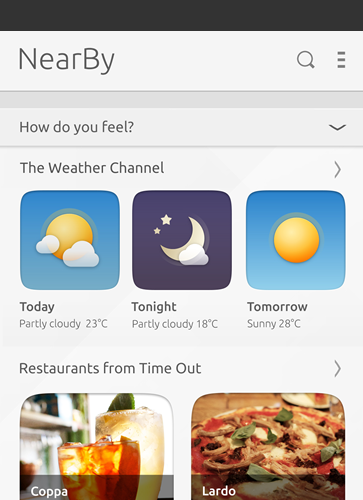 NearBy
How do you feel?
The Weather Channel
Today
Partly cloudy 23°C
Tonight
Partly cloudy 18°C
Tomorrow
Sunny 28°C
Restaurants from Time Out
Coppa
Lardo